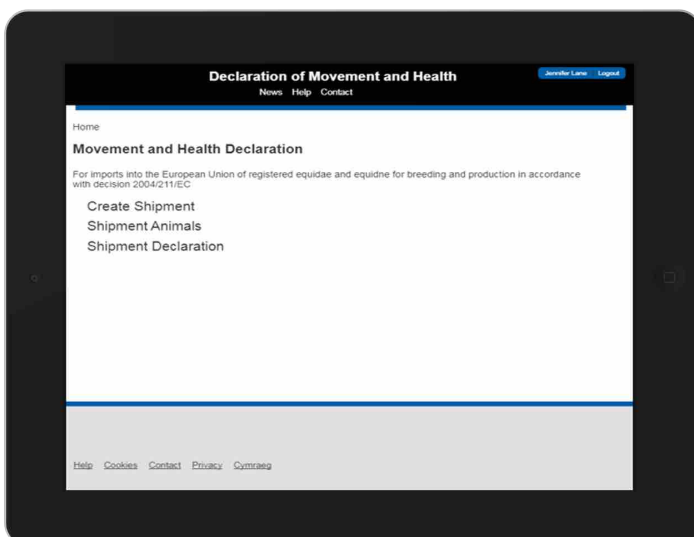 Declaration of Movement and Health
Jennifer Lane Logout
News Help Contact
Home
Movement and Health Declaration
For imports into the European Union of registered equidae and equidne for breeding and production in accordance
with decision 2004/211/EC
Create Shipment
Shipment Animals
Shipment Declaration
Help Cookies Contact Privacy Cymraeg